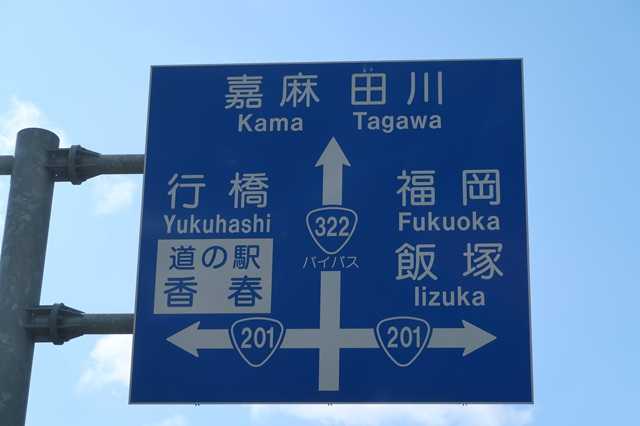 嘉麻 田川
Kama Tagawa
行橋
Yukuhashi
道の駅
香春
322
バイパス
福岡
Fukuoka
飯塚
Iizuka
201
201